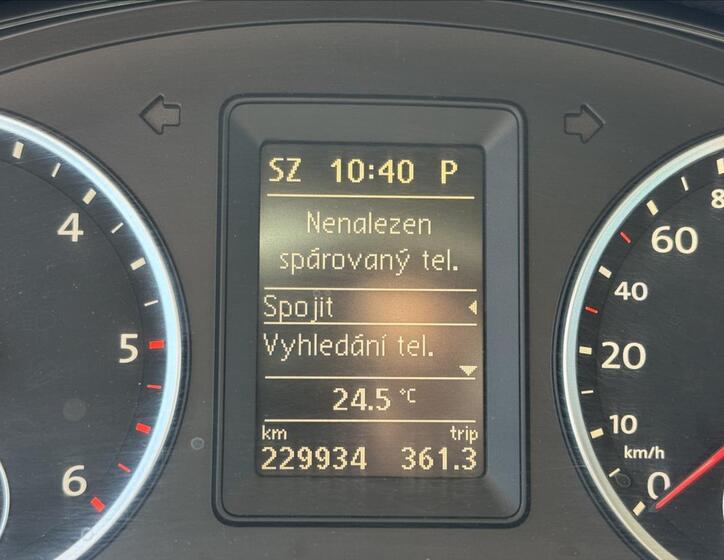 SZ 10:40 P
Nenalezen
spárovaný tel.
Spojit
Vyhledání tel.
24.5 °C
km trip
229934 361.3
4
5
6
8
60
40
20
10
km/h
0